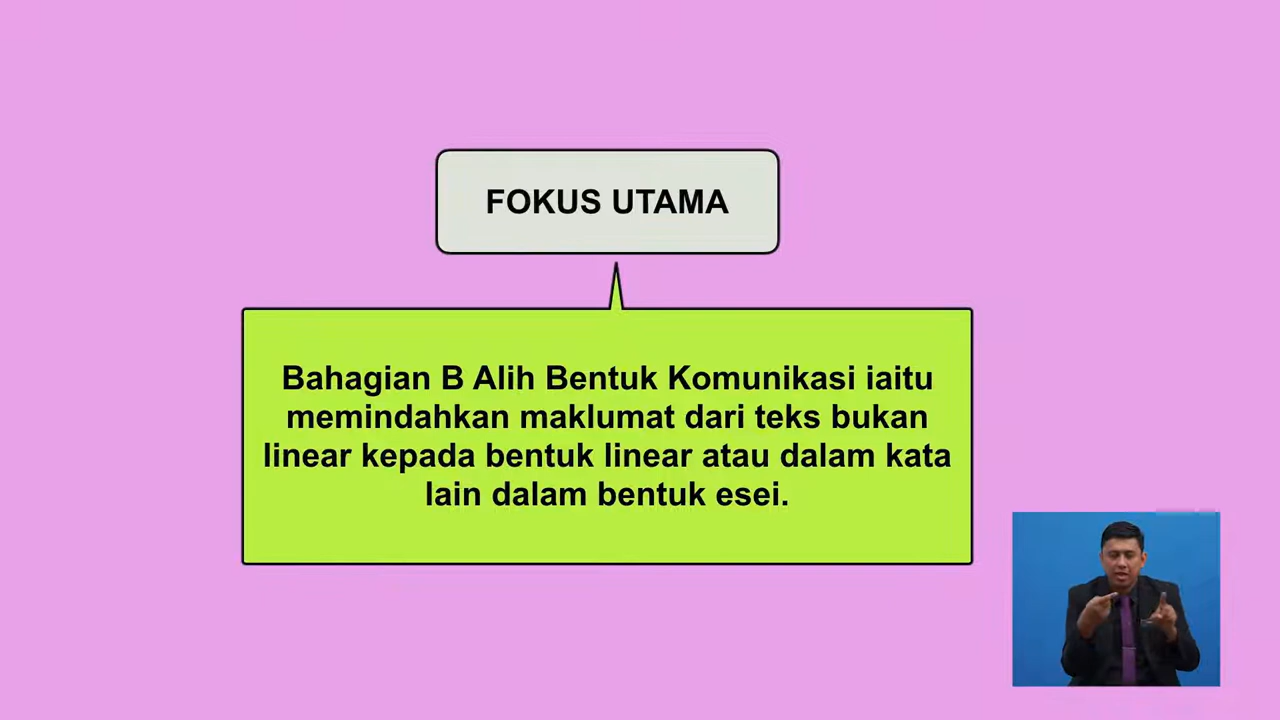 FOKUS UTAMA
Bahagian B Alih Bentuk Komunikasi iaitu
memindahkan maklumat dari teks bukan
linear kepada bentuk linear atau dalam kata
lain dalam bentuk esei.